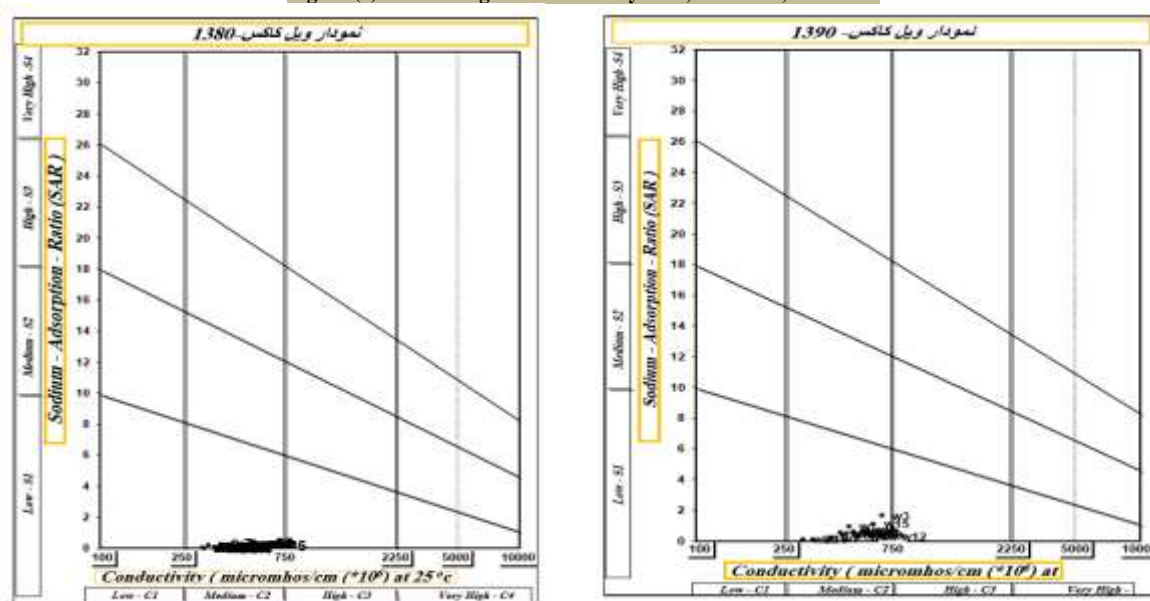 نمودار ویل کاکس-1380
32
30
28
26
24
22
20
18
16
14
12
10
8
6
4
2
0
Very High -S4
High - S3
Medium - S2
Low - S1
Sodium - Adsorption - Ratio (SAR )
100
250
750
2250
5000
10000
Conductivity ( micromhos/cm (*10⁶) at 25°c
Low - C1
Medium - C2
High - C3
Very High - C4
نمودار ویل کاکس- 1390
32
30
28
26
24
22
20
18
16
14
12
10
8
6
4
2
0
Very High -S4
High - S3
Medium - S2
Low - S1
Sodium - Adsorption - Ratio (SAR )
w3
100
250
750
2250
5000
1000
Conductivity ( micromhos/cm (*10⁶) at
Low - C1
Medium - C2
High - C3
Very High -